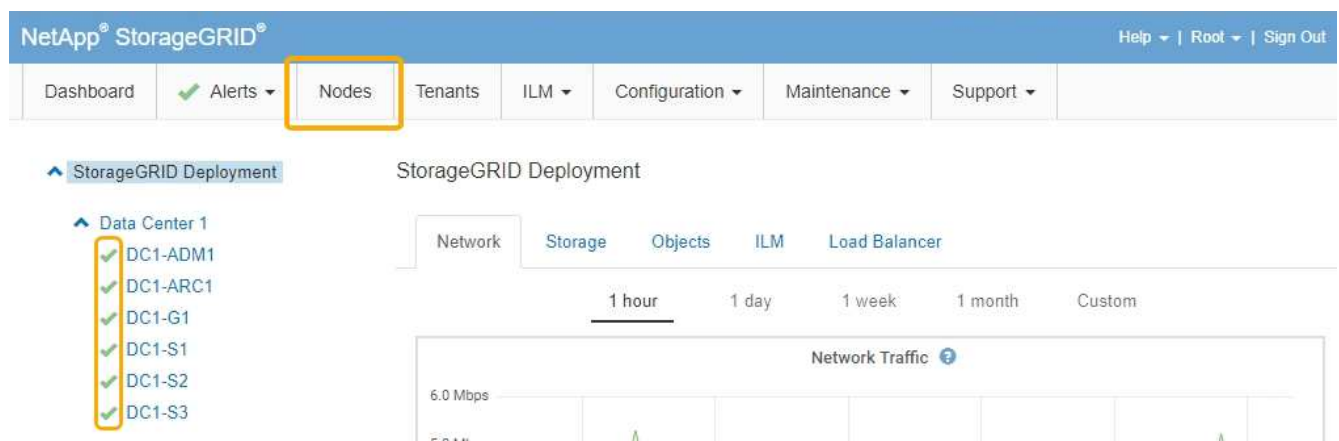 NetApp® StorageGRID®
Help | Root | Sign Out
Dashboard Alerts Nodes Tenants ILM Configuration Maintenance Support
StorageGRID Deployment
StorageGRID Deployment
Data Center 1
DC1-ADM1
DC1-ARC1
DC1-G1
DC1-S1
DC1-S2
DC1-S3
Network Storage Objects ILM Load Balancer
1 hour 1 day 1 week 1 month Custom
Network Traffic
6.0 Mbps